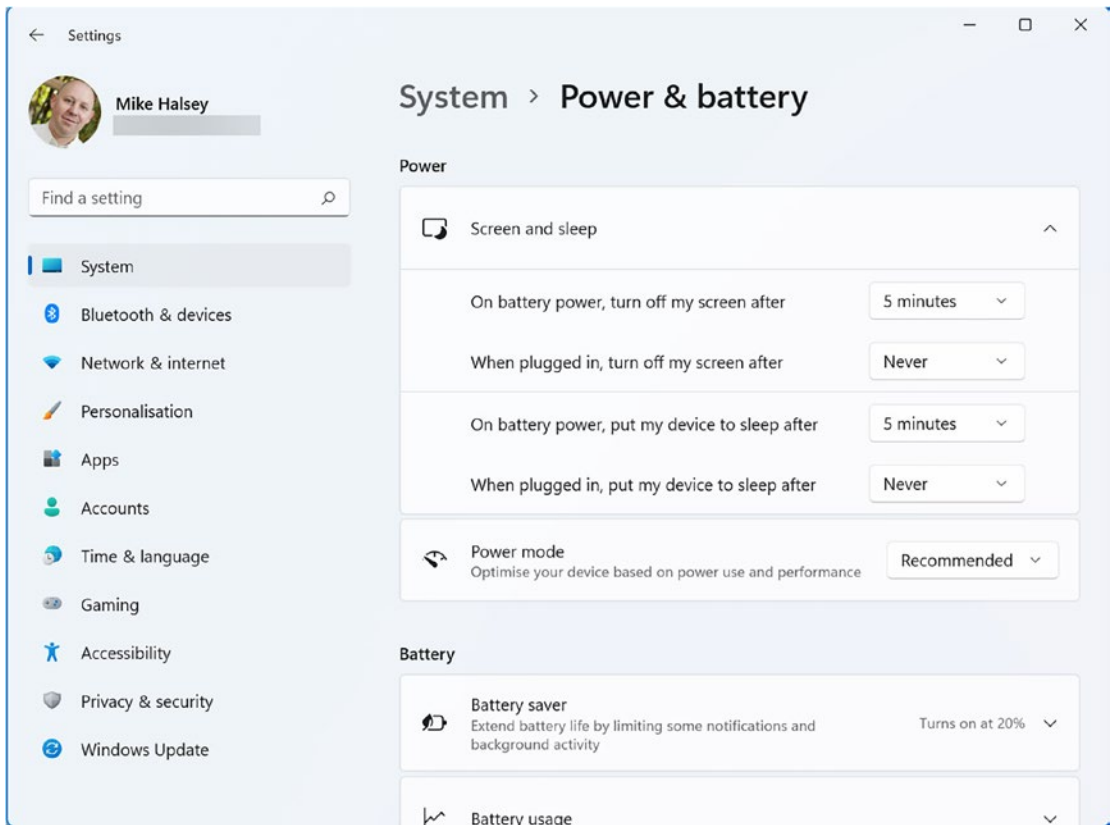 Settings
Mike Halsey
Find a setting
System
Bluetooth & devices
Network & internet
Personalisation
Apps
Accounts
Time & language
Gaming
Accessibility
Privacy & security
Windows Update
System > Power & battery
Power
Screen and sleep
On battery power, turn off my screen after 5 minutes
When plugged in, turn off my screen after Never
On battery power, put my device to sleep after 5 minutes
When plugged in, put my device to sleep after Never
Power mode
Optimise your device based on power use and performance
Recommended
Battery
Battery saver
Extend battery life by limiting some notifications and
background activity
Turns on at 20%
Battery usage